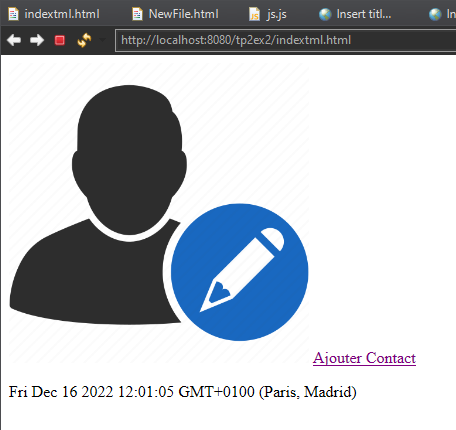 indextml.html NewFile.html js.js Insert titl... In
http://localhost:8080/tp2ex2/indextml.html
Ajouter Contact
Fri Dec 16 2022 12:01:05 GMT+0100 (Paris, Madrid)